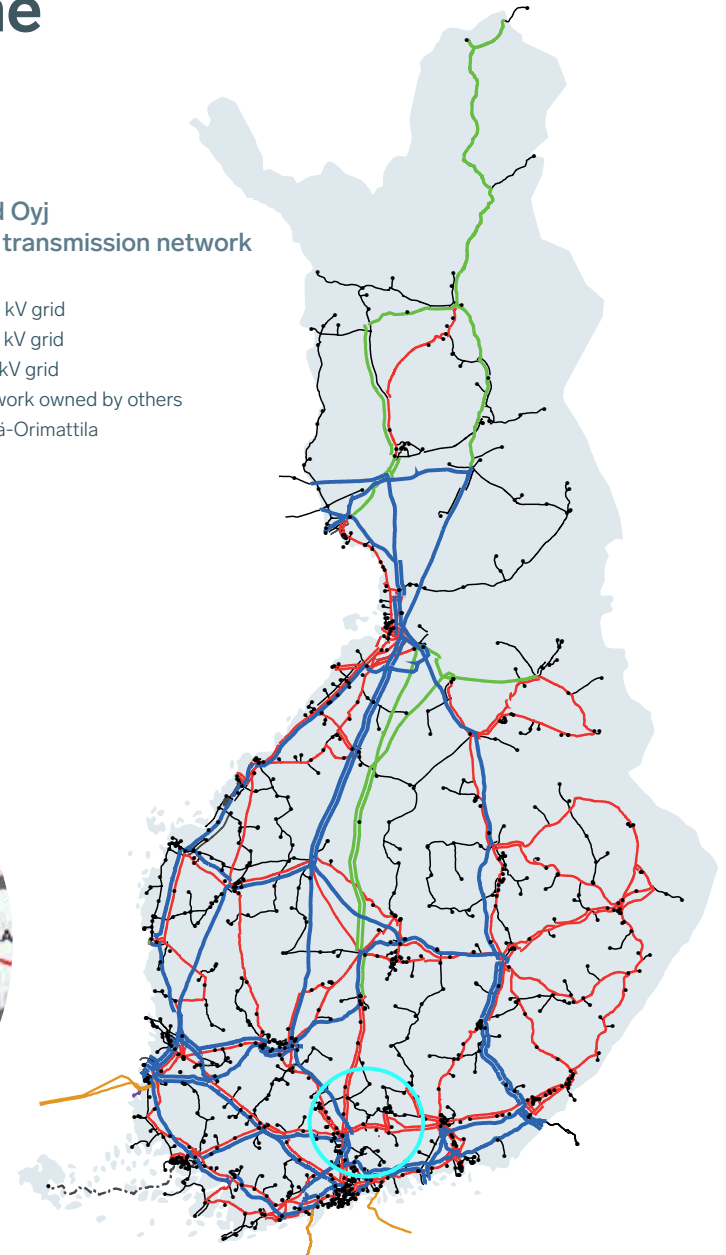 ne
d Oyj
transmission network
kV grid
kV grid
kV grid
work owned by others
ä-Orimattila
A